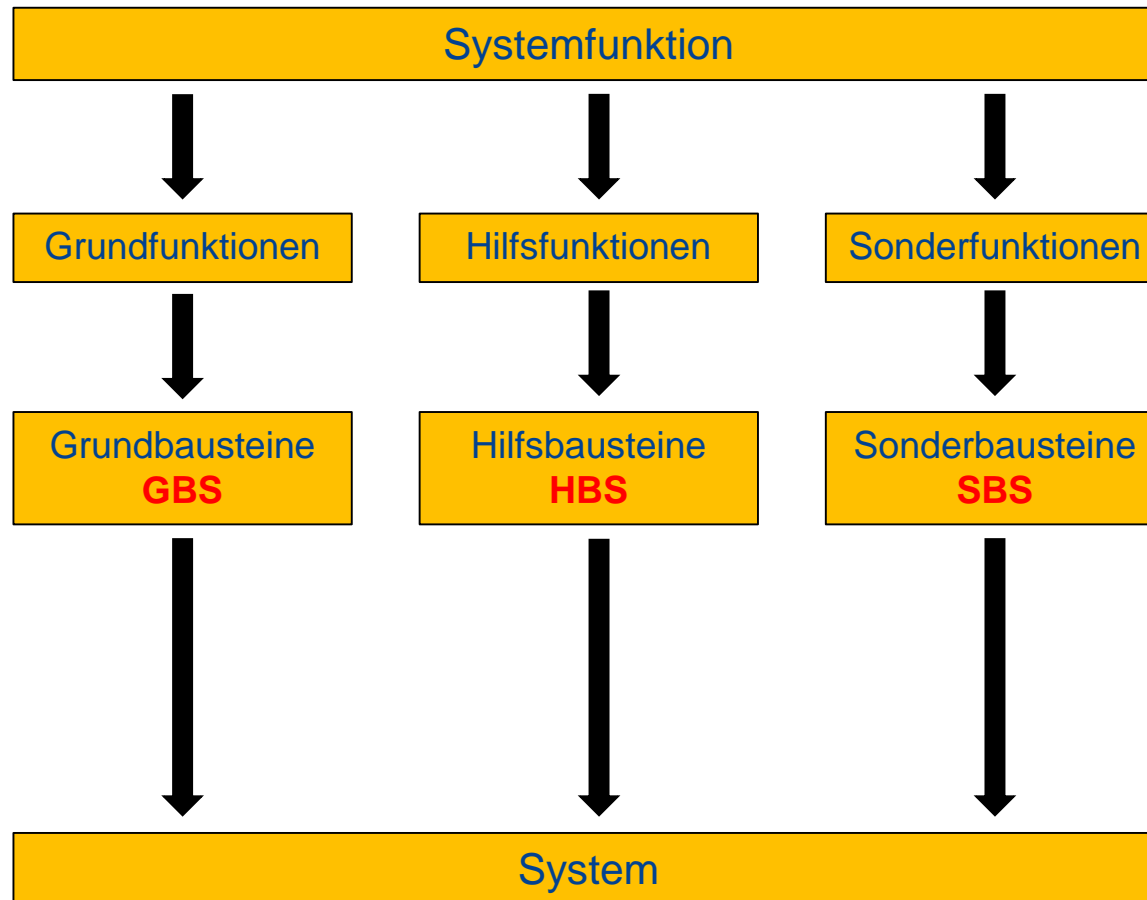 Systemfunktion
Grundfunktionen
Hilfsfunktionen
Sonderfunktionen
Grundbausteine
GBS
Hilfsbausteine
HBS
Sonderbausteine
SBS
System